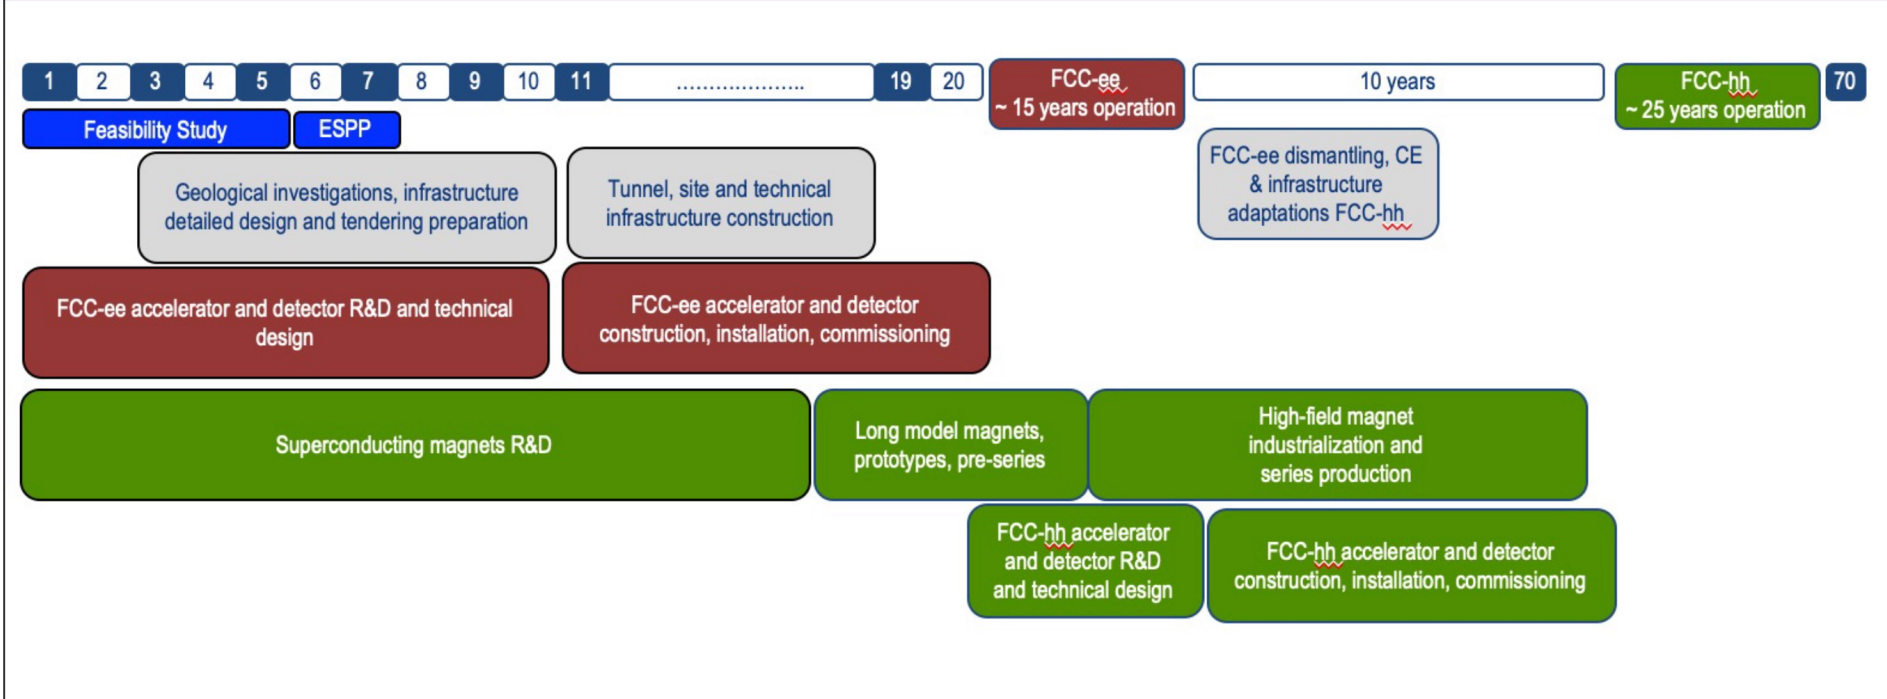 1 2 3 4 5 6 7 8 9 10 11 .................... 19 20
FCC-ee
~ 15 years operation
10 years
FCC-hh
~ 25 years operation
70
Feasibility Study
ESPP
Geological investigations, infrastructure
detailed design and tendering preparation
Tunnel, site and technical
infrastructure construction
FCC-ee dismantling, CE
& infrastructure
adaptations FCC-hh
FCC-ee accelerator and detector R&D and technical
design
FCC-ee accelerator and detector
construction, installation, commissioning
Superconducting magnets R&D
Long model magnets,
prototypes, pre-series
High-field magnet
industrialization and
series production
FCC-hh accelerator
and detector R&D
and technical design
FCC-hh accelerator and detector
construction, installation, commissioning